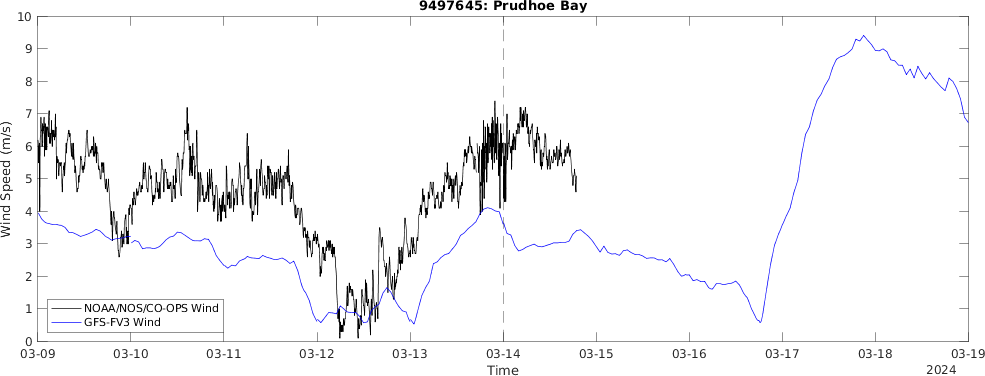 9497645: Prudhoe Bay
10
9
8
7
6
5
4
3
2
1
0
Wind Speed (m/s)
NOAA/NOS/CO-OPS Wind
GFS-FV3 Wind
03-09 03-10 03-11 03-12 03-13 03-14 03-15 03-16 03-17 03-18 03-19
Time
2024